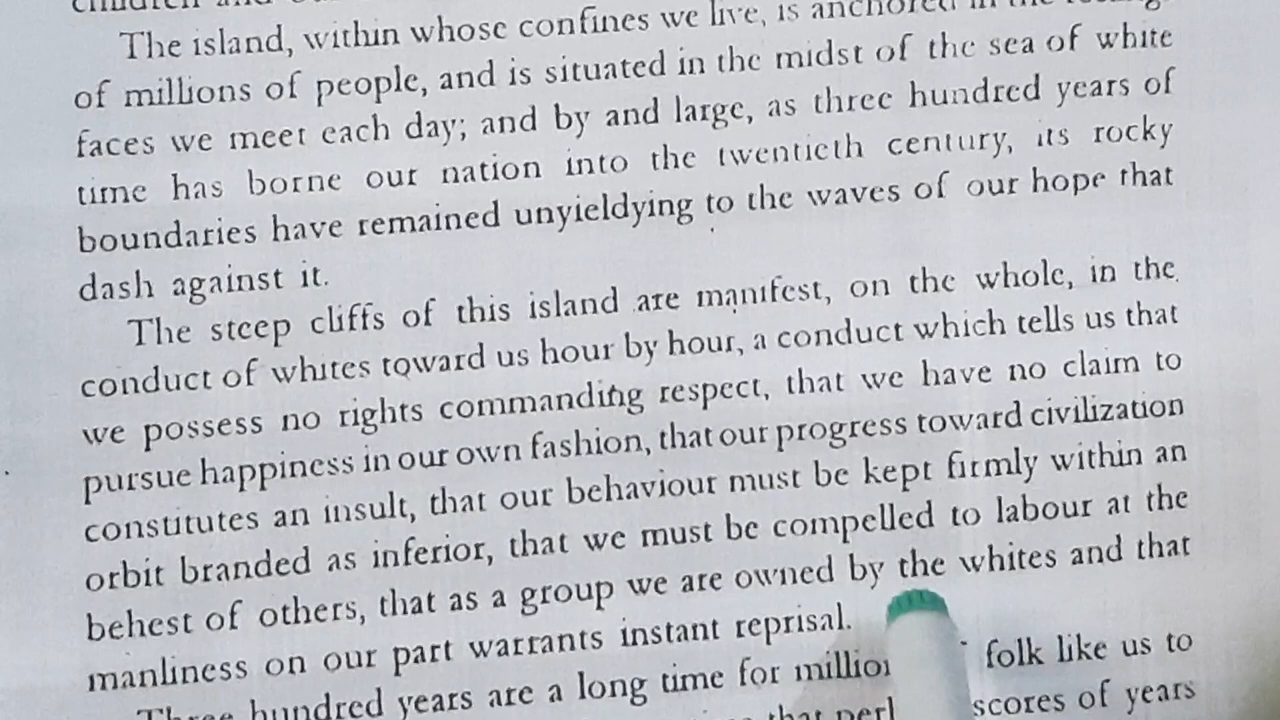 The island, within whose confines we live, is anchored in the
of millions of people, and is situated in the midst of the sea of white
faces we meet each day; and by and large, as three hundred years of
time has borne our nation into the twentieth century, its rocky
boundaries have remained unyieldying to the waves of our hope that
dash against it.
The steep cliffs of this island are manifest, on the whole, in the
conduct of whites toward us hour by hour, a conduct which tells us that
we possess no rights commanding respect, that we have no claim to
pursue happiness in our own fashion, that our progress toward civilization
constitutes an insult, that our behaviour must be kept firmly within an
orbit branded as inferior, that we must be compelled to labour at the
behest of others, that as a group we are owned by the whites and that
manliness on our part warrants instant reprisal.
Three hundred years are a long time for folk like us to
that scores of years